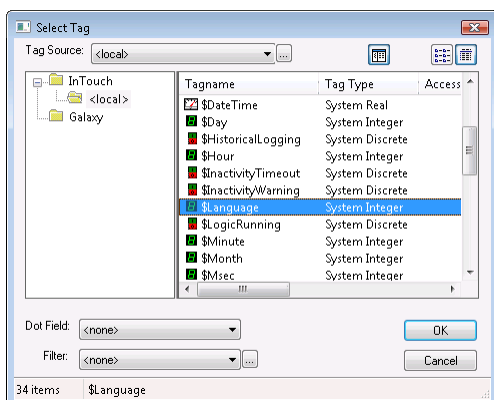 Select Tag
Tag Source: <local> ...
InTouch
<local>
Galaxy
Tagname Tag Type Access
$DateTime System Real
$Day System Integer
$HistoricalLogging System Discrete
$Hour System Integer
$InactivityTimeout System Discrete
$InactivityWarning System Discrete
$Language System Integer
$LogicRunning System Discrete
$Minute System Integer
$Month System Integer
$Msec System Integer
Dot Field: <none>
OK
Filter: <none> ...
Cancel
34 items $Language